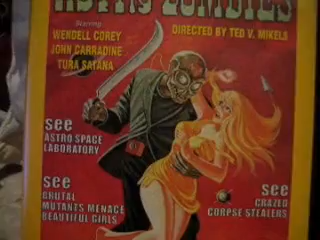 ASTRO ZOMBIES
Starring
WENDELL COREY
JOHN CARRADINE
TURA SATANA
DIRECTED BY TED V. MIKELS
see
ASTRO SPACE
LABORATORY
see
BRUTAL
MUTANTS MENACE
BEAUTIFUL GIRLS
see
CRAZED
CORPSE STEALERS